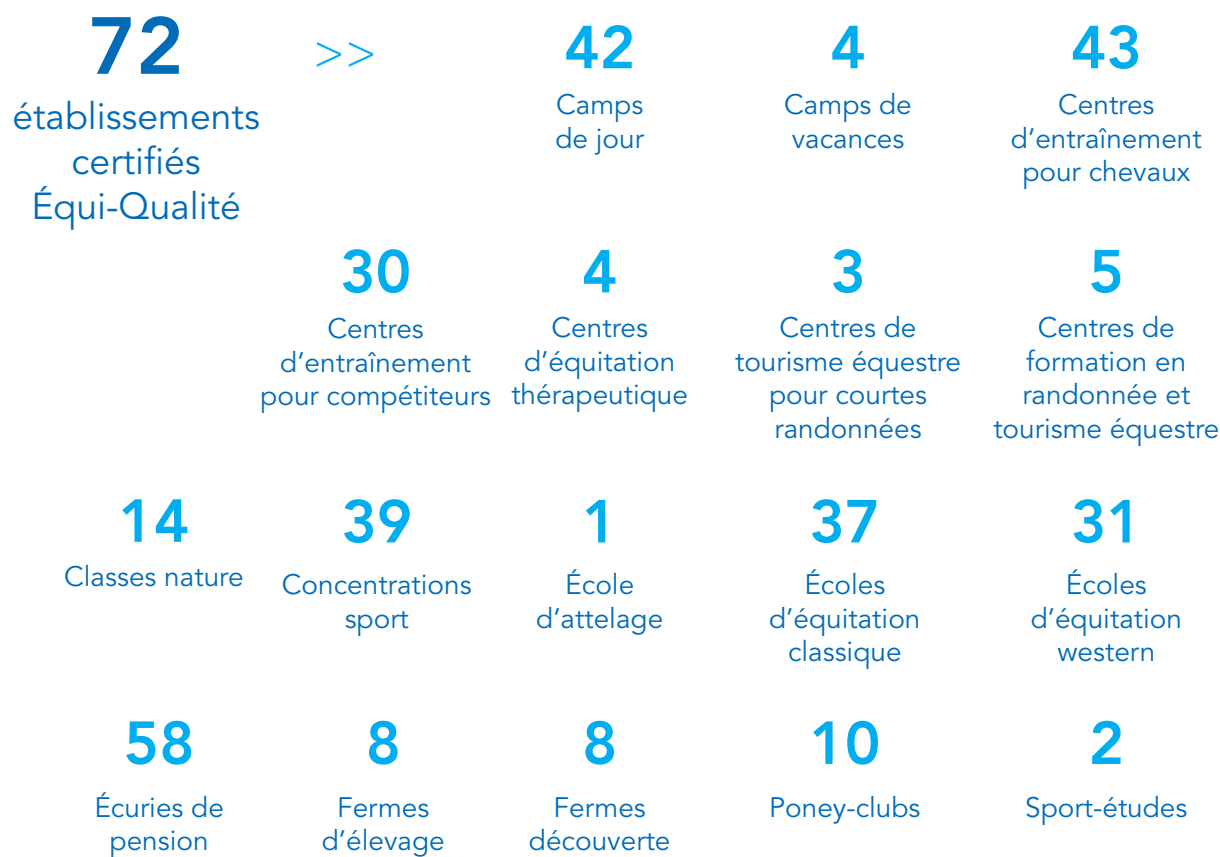 72
établissements
certifiés
Équi-Qualité
>>
42
Camps
de jour
4
Camps de
vacances
43
Centres
d'entraînement
pour chevaux
30
Centres
d'entraînement
pour compétiteurs
4
Centres
d'équitation
thérapeutique
3
Centres de
tourisme équestre
pour courtes
randonnées
5
Centres de
formation en
randonnée et
tourisme équestre
14
Classes nature
39
Concentrations
sport
1
École
d’attelage
37
Écoles
d’équitation
classique
31
Écoles
d’équitation
western
58
Écuries de
pension
8
Fermes
d’élevage
8
Fermes
découverte
10
Poney-clubs
2
Sport-études